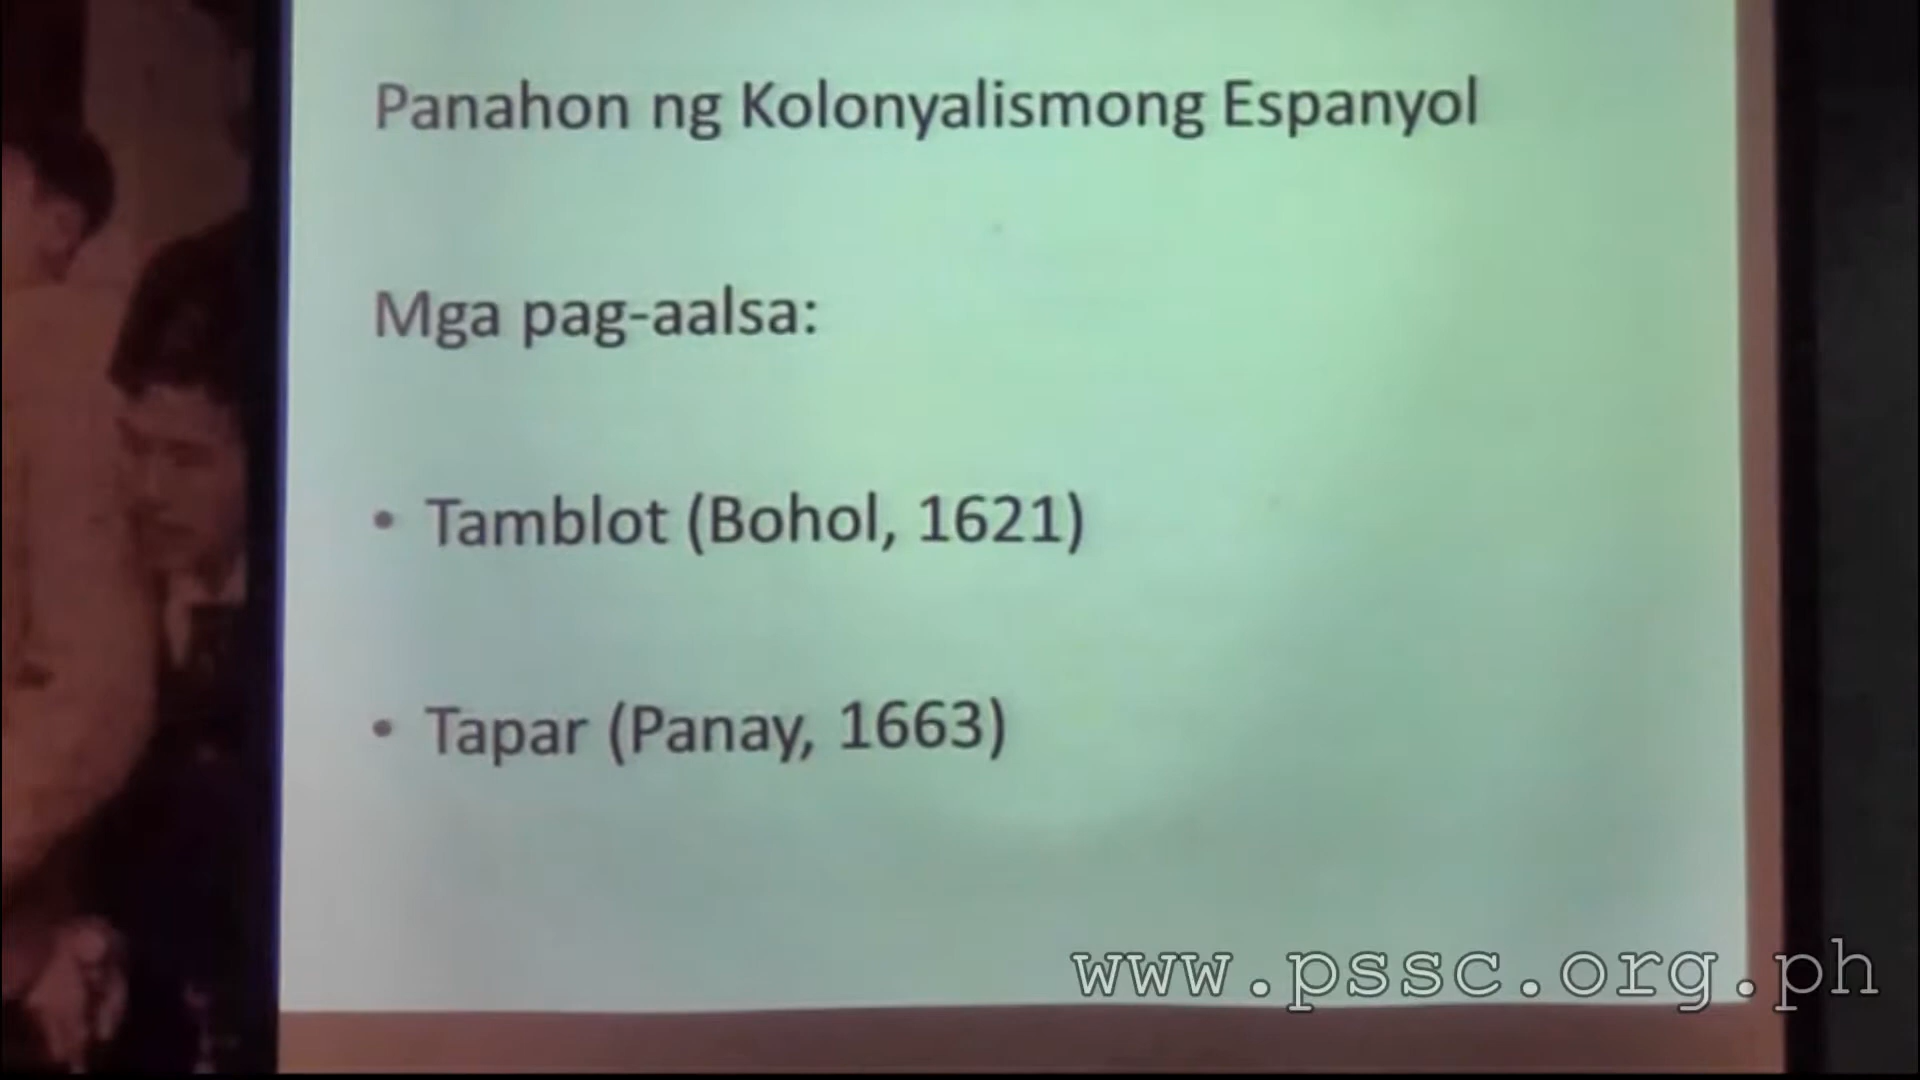 Panahon ng Kolonyalismong Espanyol
Mga pag-aalsa:
• Tamblot (Bohol, 1621)
• Tapar (Panay, 1663)
www.pssc.org.ph